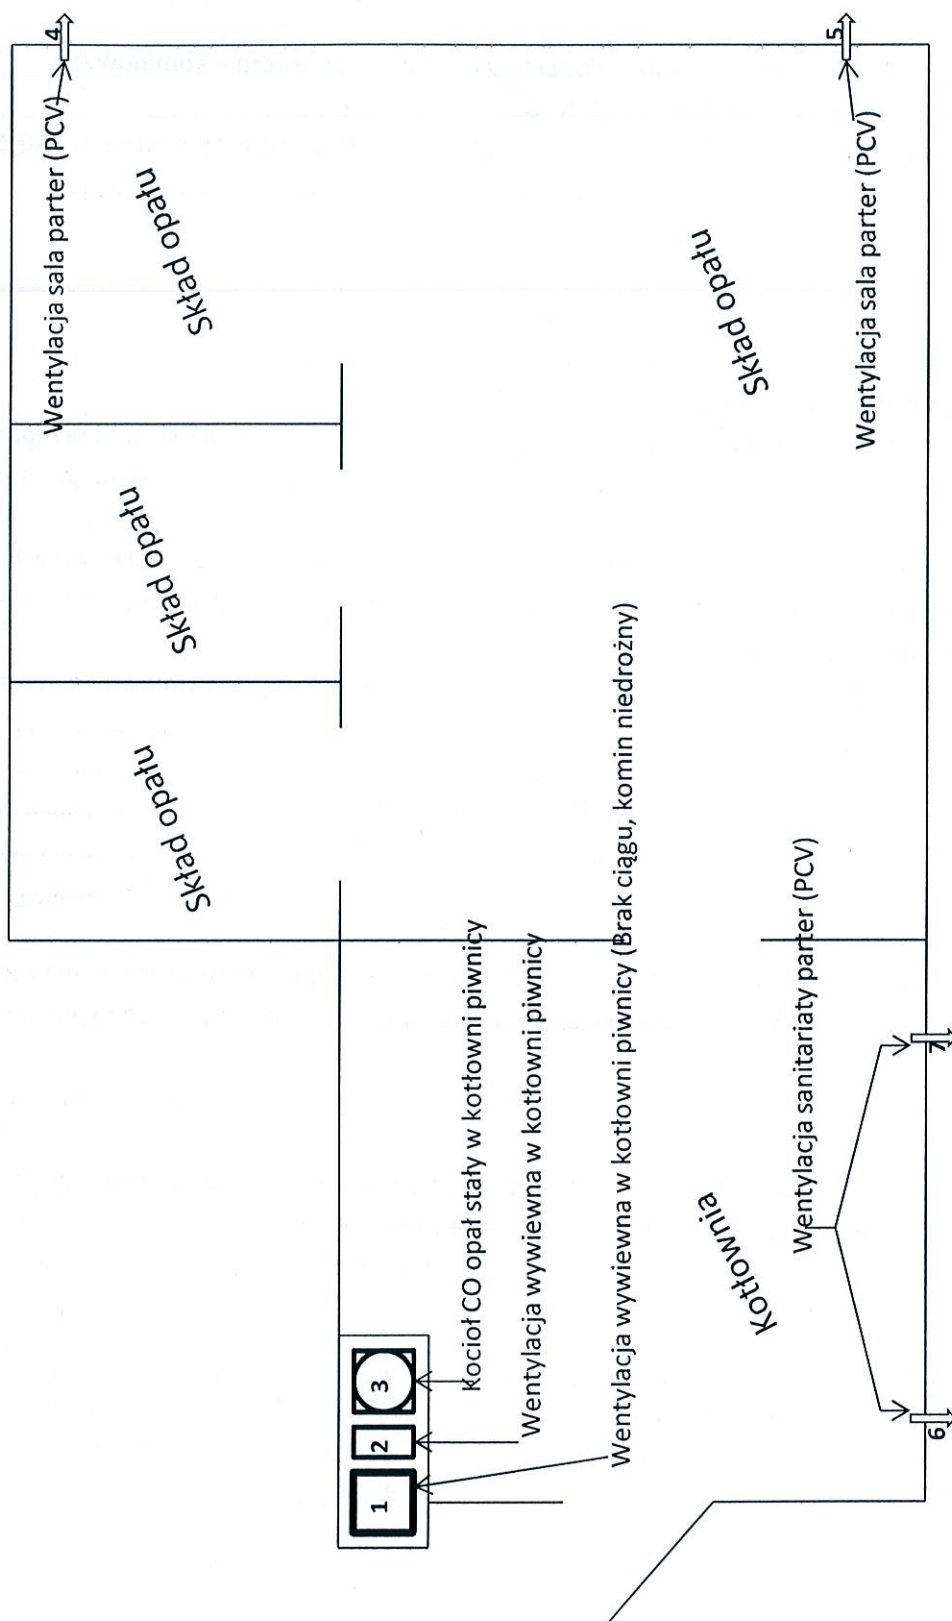 Kocioł CO opał stały w kotłowni piwnicy
Wentylacja wywiewna w kotłowni piwnicy
Wentylacja wywiewna w kotłowni piwnicy (Brak ciągu, komin niedrożny)
1
2
3
Skład opału
Skład opału
Skład opału
Wentylacja sala parter (PCV)
4
Skład opału
Wentylacja sala parter (PCV)
5
Kotłownia
Wentylacja sanitariaty parter (PCV)
6
7